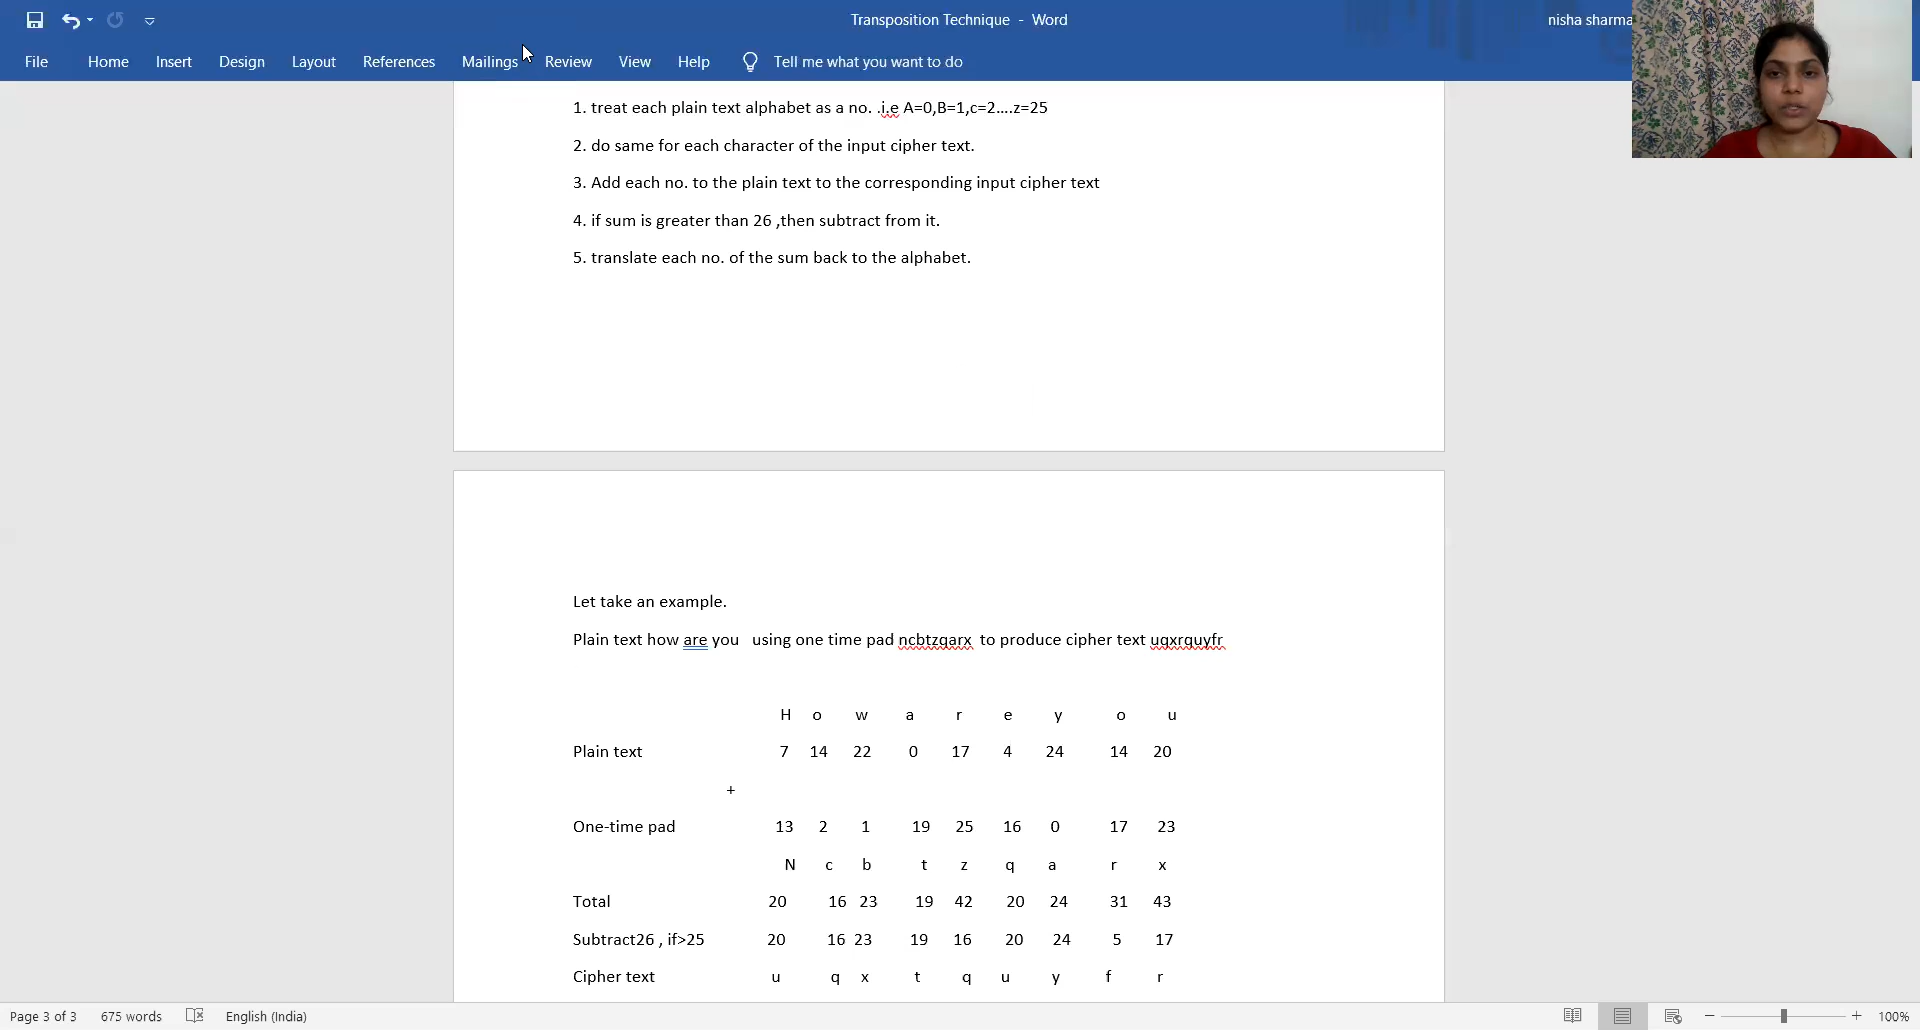 Transposition Technique - Word
nisha sharma
File Home Insert Design Layout References Mailings Review View Help Tell me what you want to do
1. treat each plain text alphabet as a no. .i.e A=0,B=1,c=2....z=25
2. do same for each character of the input cipher text.
3. Add each no. to the plain text to the corresponding input cipher text
4. if sum is greater than 26 ,then subtract from it.
5. translate each no. of the sum back to the alphabet.
Let take an example.
Plain text how are you using one time pad ncbtzqarx to produce cipher text uqxrquyfr
H o w a r e y o u
Plain text 7 14 22 0 17 4 24 14 20
+
One-time pad 13 2 1 19 25 16 0 17 23
N c b t z q a r x
Total 20 16 23 19 42 20 24 31 43
Subtract26 , if>25 20 16 23 19 16 20 24 5 17
Cipher text u q x t q u y f r
Page 3 of 3 675 words English (India) 100%